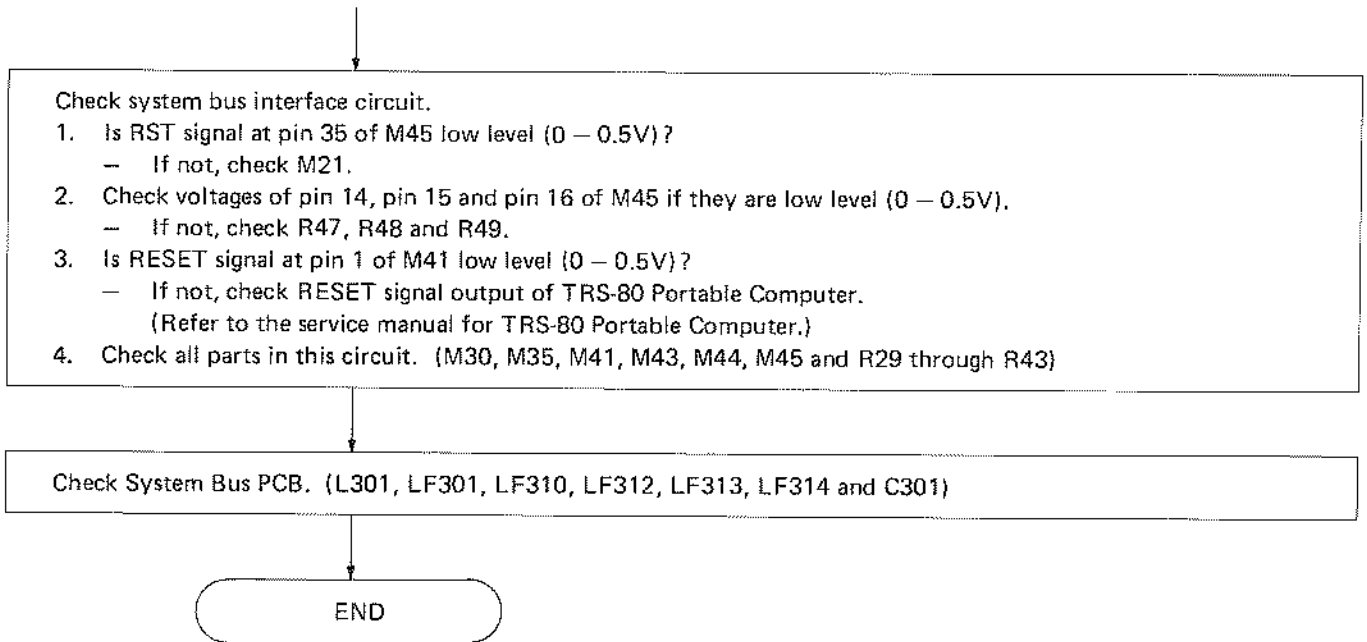 Check system bus interface circuit.
1. Is RST signal at pin 35 of M45 low level (0 – 0.5V)?
– If not, check M21.
2. Check voltages of pin 14, pin 15 and pin 16 of M45 if they are low level (0 – 0.5V).
– If not, check R47, R48 and R49.
3. Is RESET signal at pin 1 of M41 low level (0 – 0.5V)?
– If not, check RESET signal output of TRS-80 Portable Computer.
(Refer to the service manual for TRS-80 Portable Computer.)
4. Check all parts in this circuit. (M30, M35, M41, M43, M44, M45 and R29 through R43)
Check System Bus PCB. (L301, LF301, LF310, LF312, LF313, LF314 and C301)
END